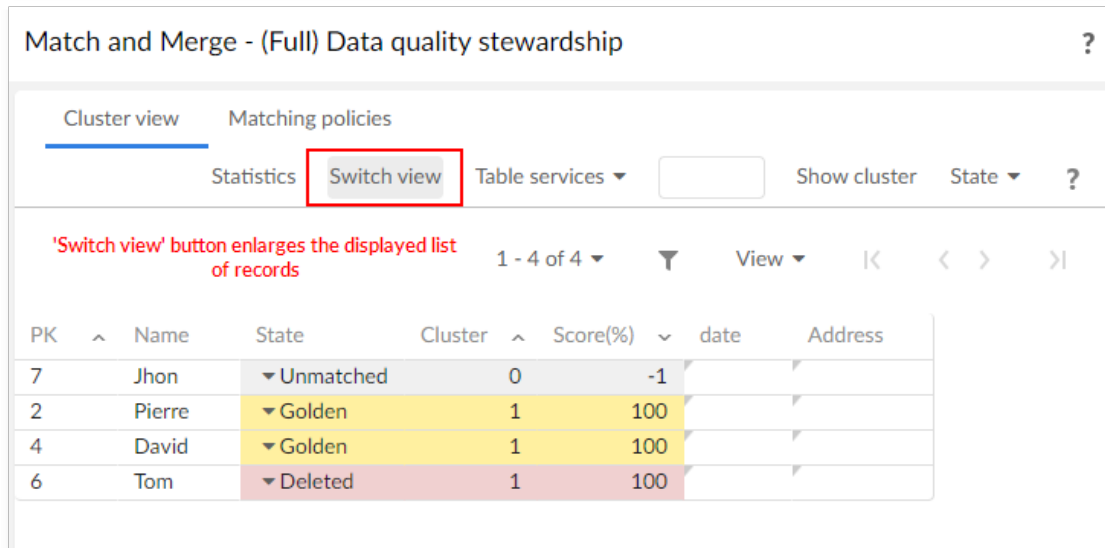 Match and Merge - (Full) Data quality stewardship ?
Cluster view Matching policies
Statistics Switch view Table services Show cluster State ?
'Switch view' button enlarges the displayed list
of records
1 - 4 of 4 View
PK Name State Cluster Score(%) date Address
7 Jhon Unmatched 0 -1
2 Pierre Golden 1 100
4 David Golden 1 100
6 Tom Deleted 1 100